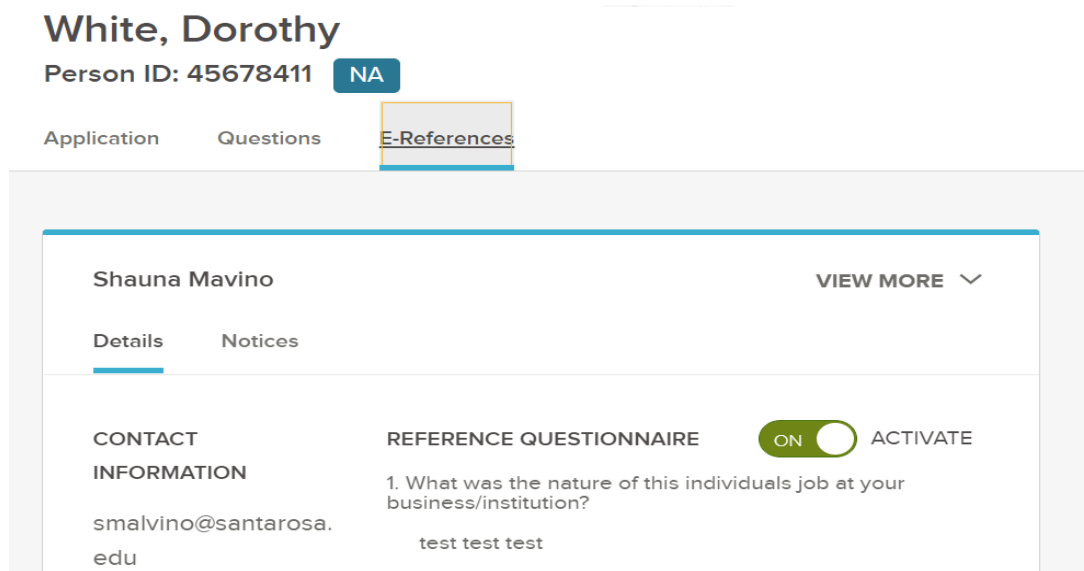 White, Dorothy
Person ID: 45678411 NA
Application Questions E-References
Shauna Mavino VIEW MORE
Details Notices
CONTACT
INFORMATION
smalvino@santarosa.
edu
REFERENCE QUESTIONNAIRE ON ACTIVATE
1. What was the nature of this individuals job at your
business/institution?
test test test